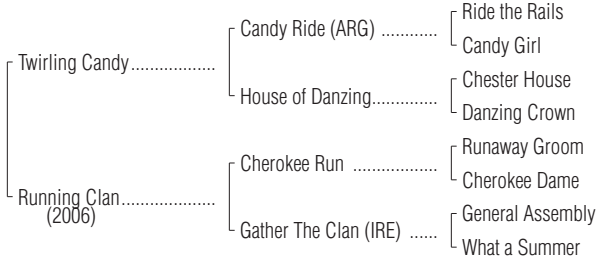 Ride the Rails
Candy Ride (ARG) ............
Candy Girl
Twirling Candy..................
Chester House
House of Danzing..............
Danzing Crown
Runaway Groom
Cherokee Run ..................
Cherokee Dame
Running Clan....................
(2006)
General Assembly
Gather The Clan (IRE) ......
What a Summer